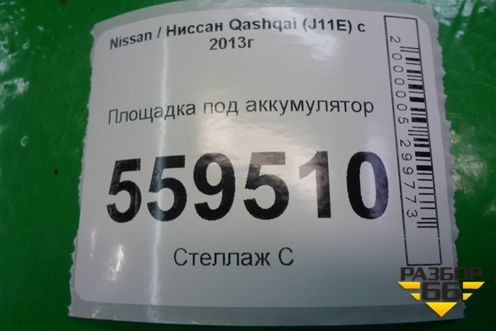 Nissan / Ниссан Qashqai (J11E) с
2013г
Площадка под аккумулятор
559510
Стеллаж С
2000005299773
РАЗБОР
66